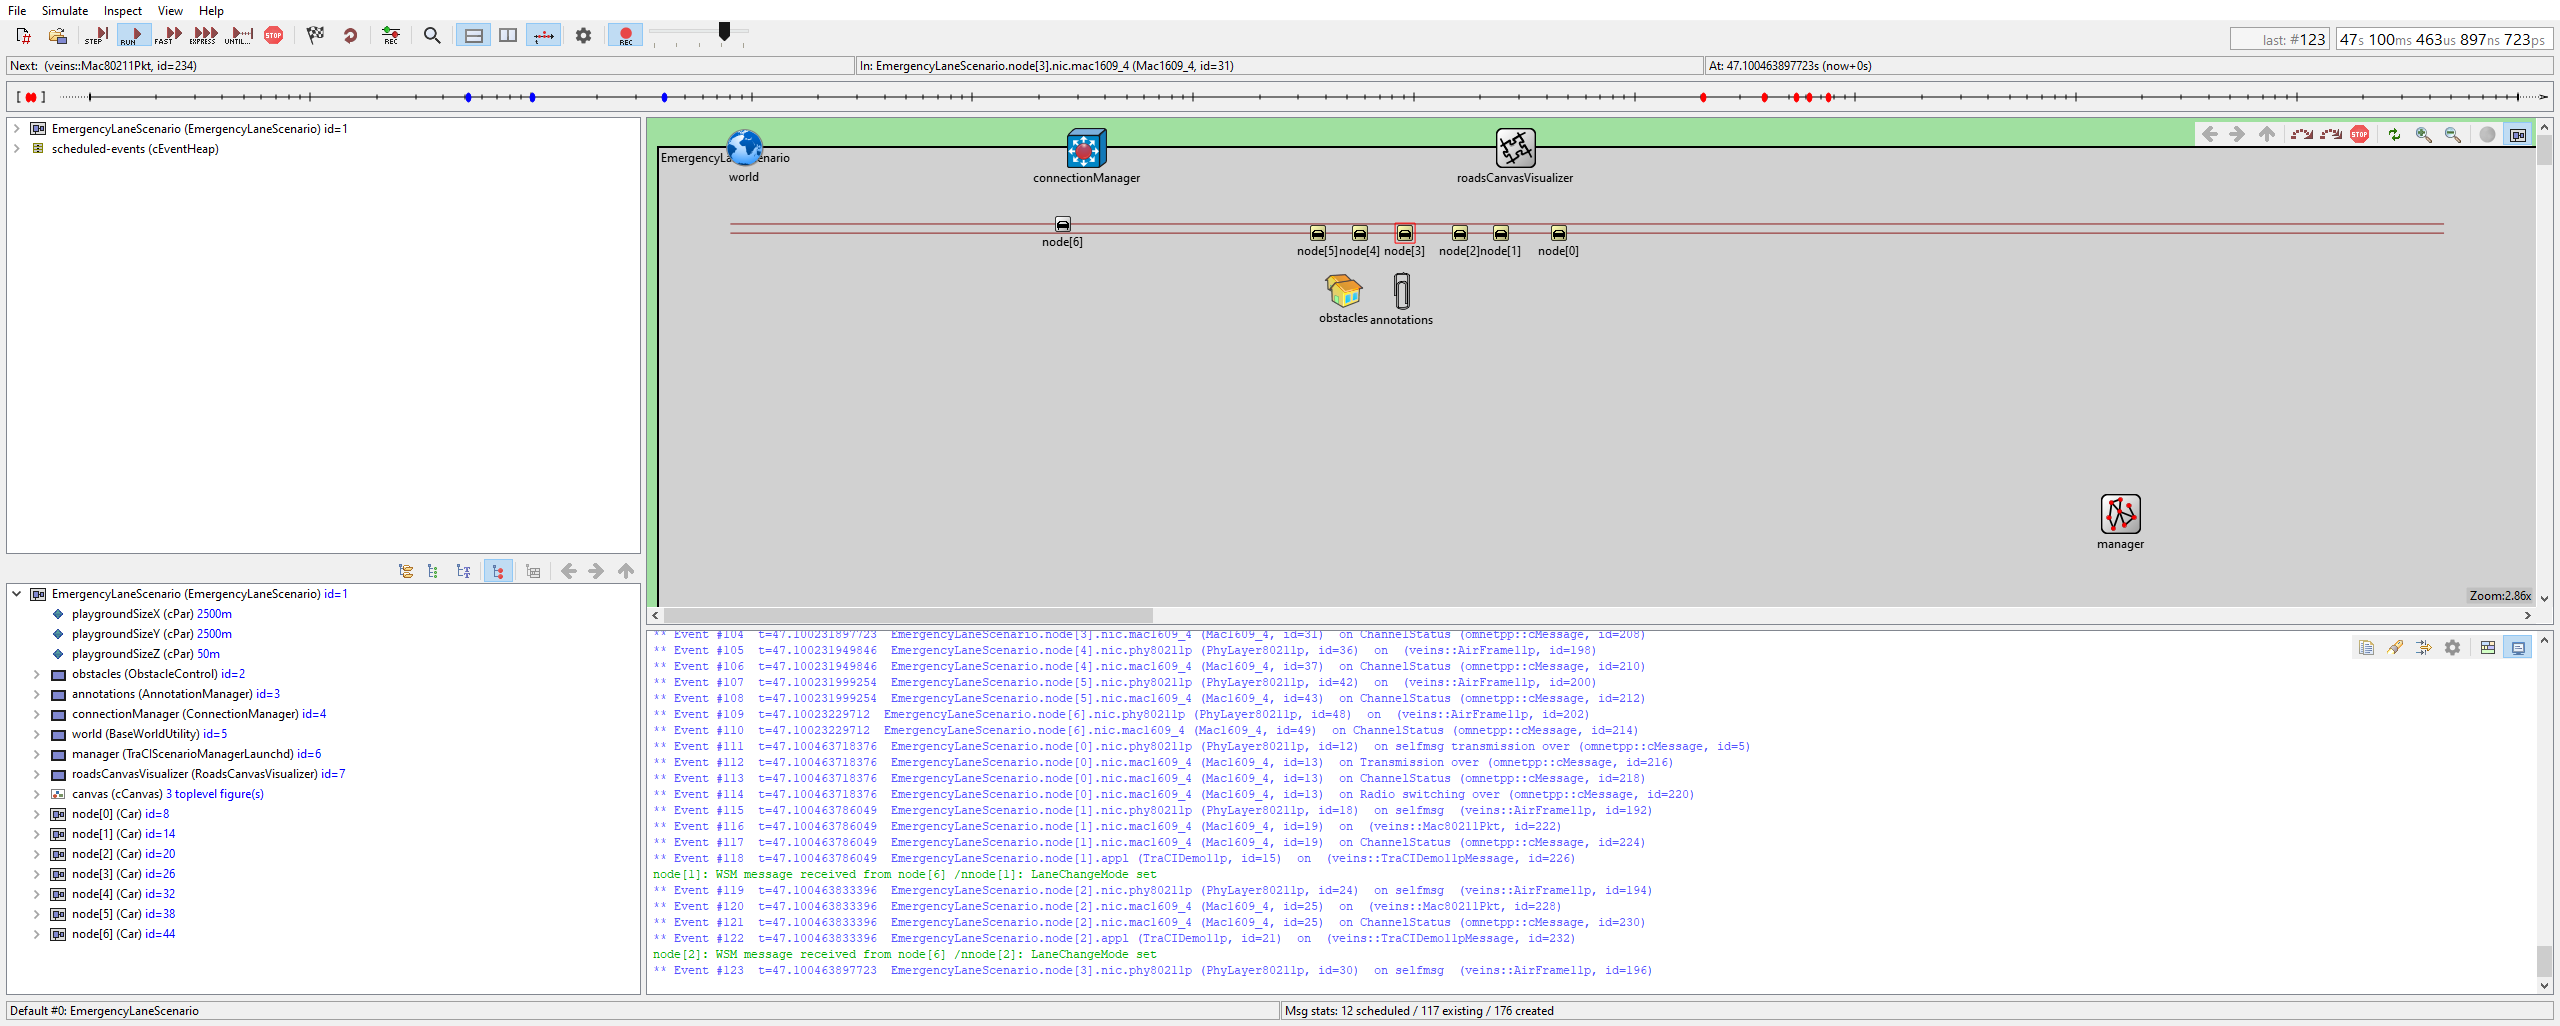 File Simulate Inspect View Help
STEP RUN FAST EXPRESS UNTIL... STOP REC REC
last: #123 47s 100ms 463us 897ns 723ps
Next: (veins::Mac80211Pkt, id=234) In: EmergencyLaneScenario.node[3].nic.mac1609_4 (Mac1609_4, id=31) At: 47.100463897723s (now+0s)
EmergencyLaneScenario (EmergencyLaneScenario) id=1
scheduled-events (cEventHeap)
EmergencyLaneScenario (EmergencyLaneScenario) id=1
playgroundSizeX (cPar) 2500m
playgroundSizeY (cPar) 2500m
playgroundSizeZ (cPar) 50m
obstacles (ObstacleControl) id=2
annotations (AnnotationManager) id=3
connectionManager (ConnectionManager) id=4
world (BaseWorldUtility) id=5
manager (TraCIScenarioManagerLaunchd) id=6
roadsCanvasVisualizer (RoadsCanvasVisualizer) id=7
canvas (cCanvas) 3 toplevel figure(s)
node[0] (Car) id=8
node[1] (Car) id=14
node[2] (Car) id=20
node[3] (Car) id=26
node[4] (Car) id=32
node[5] (Car) id=38
node[6] (Car) id=44
STOP
world connectionManager roadsCanvasVisualizer
node[6]
node[5] node[4] node[3] node[2] node[1] node[0]
obstacles annotations
manager
Zoom:2.86x
** Event #104 t=47.100231897723 EmergencyLaneScenario.node[3].nic.mac1609_4 (Mac1609_4, id=31) on ChannelStatus (omnetpp::cMessage, id=208)
** Event #105 t=47.100231949846 EmergencyLaneScenario.node[4].nic.phy80211p (PhyLayer80211p, id=36) on (veins::AirFrame11p, id=198)
** Event #106 t=47.100231949846 EmergencyLaneScenario.node[4].nic.mac1609_4 (Mac1609_4, id=37) on ChannelStatus (omnetpp::cMessage, id=210)
** Event #107 t=47.100231999254 EmergencyLaneScenario.node[5].nic.phy80211p (PhyLayer80211p, id=42) on (veins::AirFrame11p, id=200)
** Event #108 t=47.100231999254 EmergencyLaneScenario.node[5].nic.mac1609_4 (Mac1609_4, id=43) on ChannelStatus (omnetpp::cMessage, id=212)
** Event #109 t=47.10023229712 EmergencyLaneScenario.node[6].nic.phy80211p (PhyLayer80211p, id=48) on (veins::AirFrame11p, id=202)
** Event #110 t=47.10023229712 EmergencyLaneScenario.node[6].nic.mac1609_4 (Mac1609_4, id=49) on ChannelStatus (omnetpp::cMessage, id=214)
** Event #111 t=47.100463718376 EmergencyLaneScenario.node[0].nic.phy80211p (PhyLayer80211p, id=12) on selfmsg transmission over (omnetpp::cMessage, id=5)
** Event #112 t=47.100463718376 EmergencyLaneScenario.node[0].nic.mac1609_4 (Mac1609_4, id=13) on Transmission over (omnetpp::cMessage, id=216)
** Event #113 t=47.100463718376 EmergencyLaneScenario.node[0].nic.mac1609_4 (Mac1609_4, id=13) on ChannelStatus (omnetpp::cMessage, id=218)
** Event #114 t=47.100463718376 EmergencyLaneScenario.node[0].nic.mac1609_4 (Mac1609_4, id=13) on Radio switching over (omnetpp::cMessage, id=220)
** Event #115 t=47.100463786049 EmergencyLaneScenario.node[1].nic.phy80211p (PhyLayer80211p, id=18) on selfmsg (veins::AirFrame11p, id=192)
** Event #116 t=47.100463786049 EmergencyLaneScenario.node[1].nic.mac1609_4 (Mac1609_4, id=19) on (veins::Mac80211Pkt, id=222)
** Event #117 t=47.100463786049 EmergencyLaneScenario.node[1].nic.mac1609_4 (Mac1609_4, id=19) on ChannelStatus (omnetpp::cMessage, id=224)
** Event #118 t=47.100463786049 EmergencyLaneScenario.node[1].appl (TraCIDemo11p, id=15) on (veins::TraCIDemo11pMessage, id=226)
node[1]: WSM message received from node[6] /nnode[1]: LaneChangeMode set
** Event #119 t=47.100463833396 EmergencyLaneScenario.node[2].nic.phy80211p (PhyLayer80211p, id=24) on selfmsg (veins::AirFrame11p, id=194)
** Event #120 t=47.100463833396 EmergencyLaneScenario.node[2].nic.mac1609_4 (Mac1609_4, id=25) on (veins::Mac80211Pkt, id=228)
** Event #121 t=47.100463833396 EmergencyLaneScenario.node[2].nic.mac1609_4 (Mac1609_4, id=25) on ChannelStatus (omnetpp::cMessage, id=230)
** Event #122 t=47.100463833396 EmergencyLaneScenario.node[2].appl (TraCIDemo11p, id=21) on (veins::TraCIDemo11pMessage, id=232)
node[2]: WSM message received from node[6] /nnode[2]: LaneChangeMode set
** Event #123 t=47.100463897723 EmergencyLaneScenario.node[3].nic.phy80211p (PhyLayer80211p, id=30) on selfmsg (veins::AirFrame11p, id=196)
Default #0: EmergencyLaneScenario Msg stats: 12 scheduled / 117 existing / 176 created